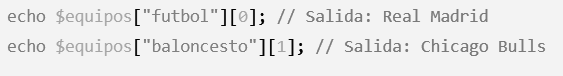 echo $equipos["futbol"][0]; // Salida: Real Madrid
echo $equipos["baloncesto"][1]; // Salida: Chicago Bulls